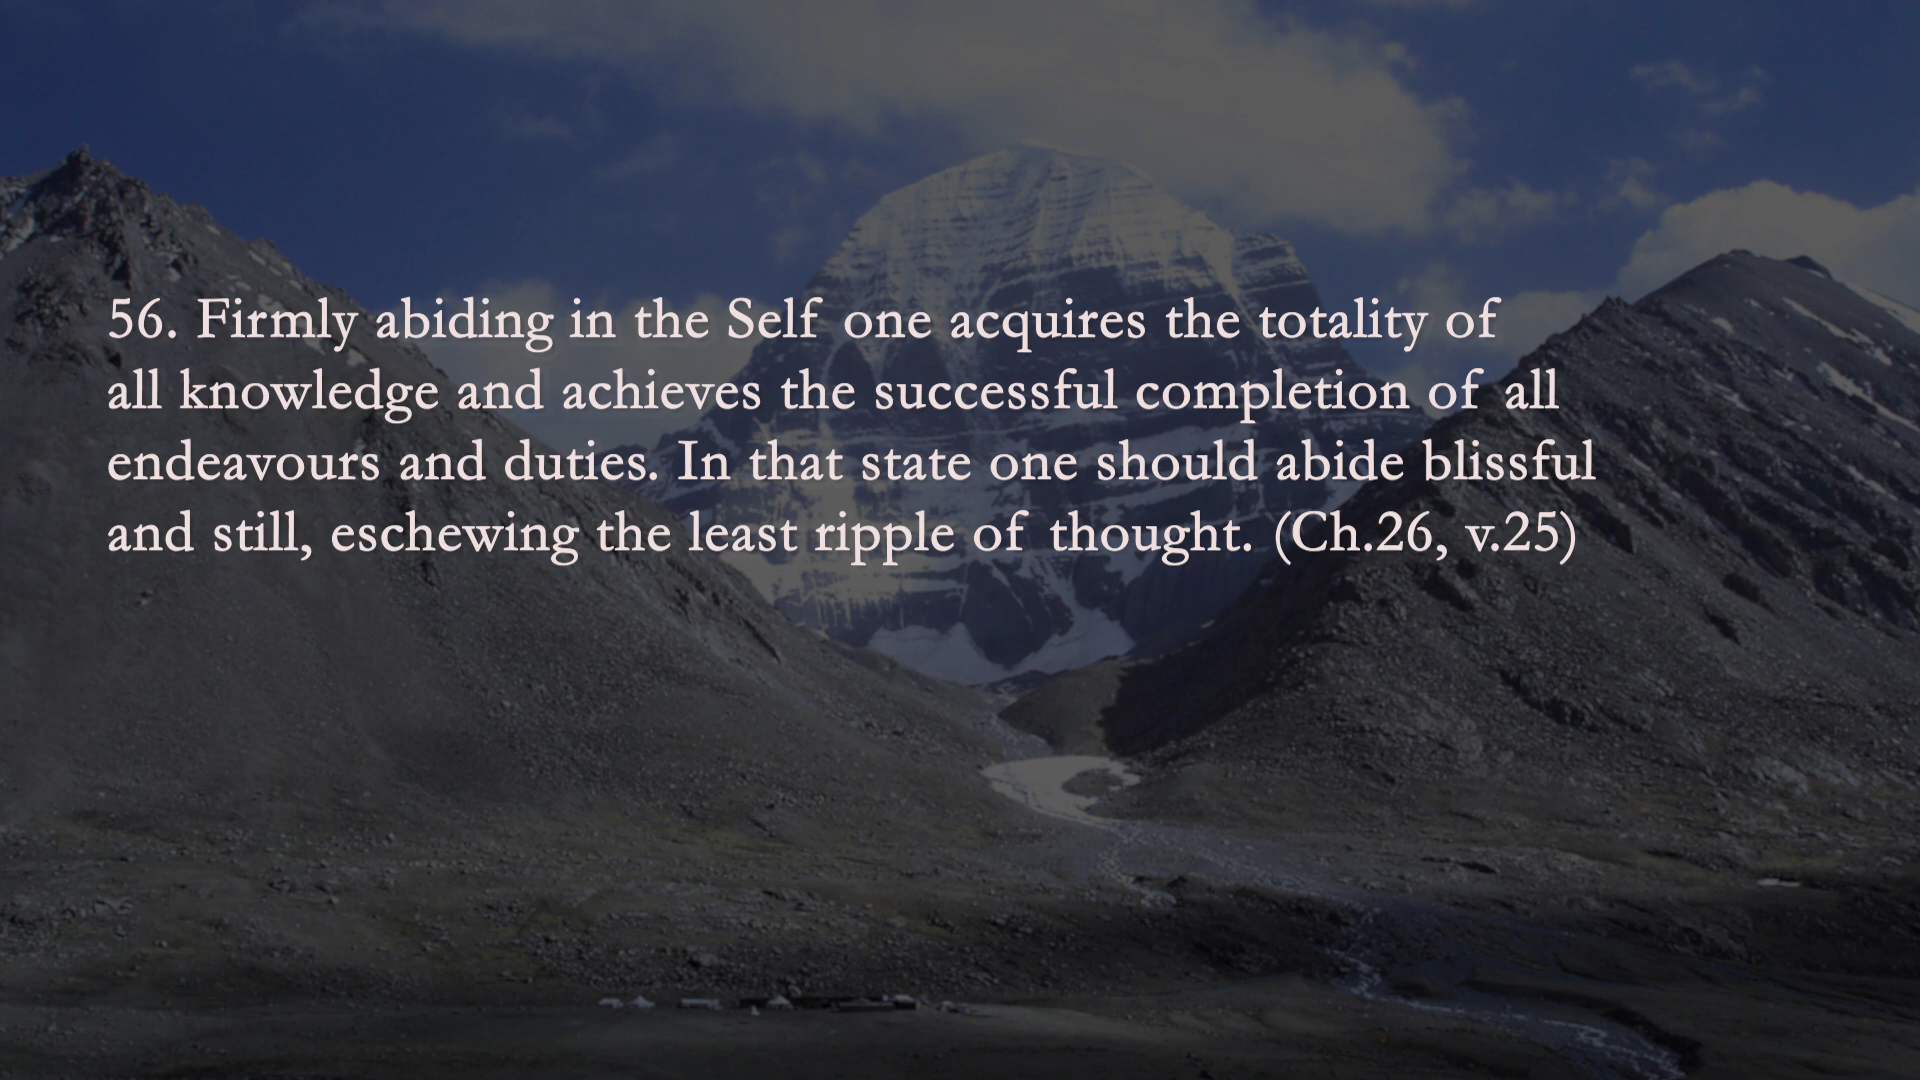 56. Firmly abiding in the Self one acquires the totality of
all knowledge and achieves the successful completion of all
endeavours and duties. In that state one should abide blissful
and still, eschewing the least ripple of thought. (Ch.26, v.25)